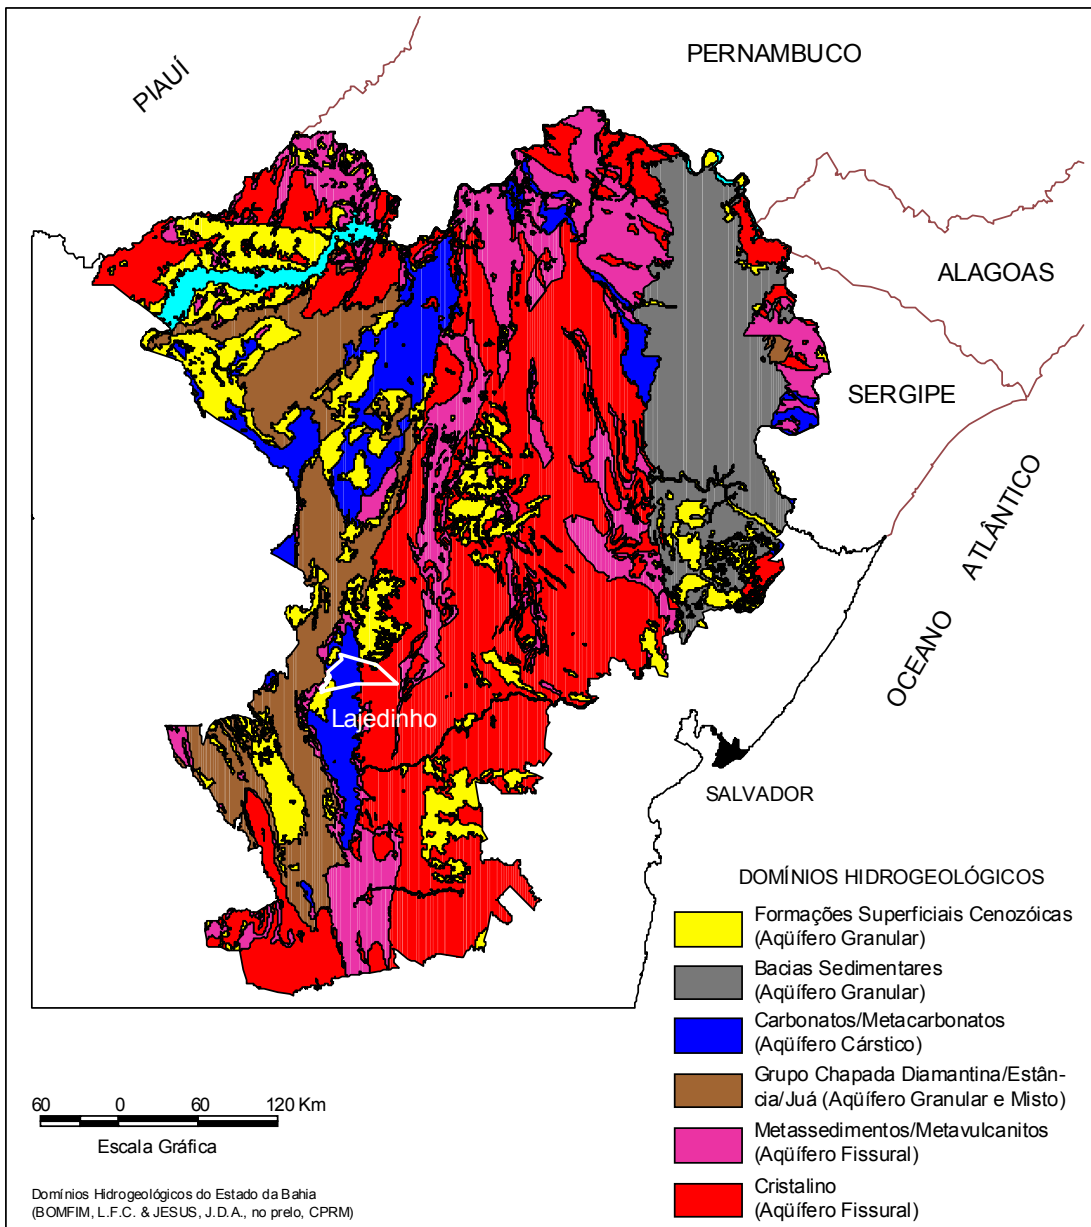 PIAUÍ
PERNAMBUCO
ALAGOAS
SERGIPE
OCEANO ATLÂNTICO
Lajedinho
SALVADOR
DOMÍNIOS HIDROGEOLÓGICOS
Formações Superficiais Cenozóicas
(Aqüífero Granular)
Bacias Sedimentares
(Aqüífero Granular)
Carbonatos/Metacarbonatos
(Aqüífero Cárstico)
Grupo Chapada Diamantina/Estân-
cia/Juá (Aqüífero Granular e Misto)
Metassedimentos/Metavulcanitos
(Aqüífero Fissural)
Cristalino
(Aqüífero Fissural)
60 0 60 120 Km
Escala Gráfica
Domínios Hidrogeológicos do Estado da Bahia
(BOMFIM, L.F.C. & JESUS, J.D.A., no prelo, CPRM)